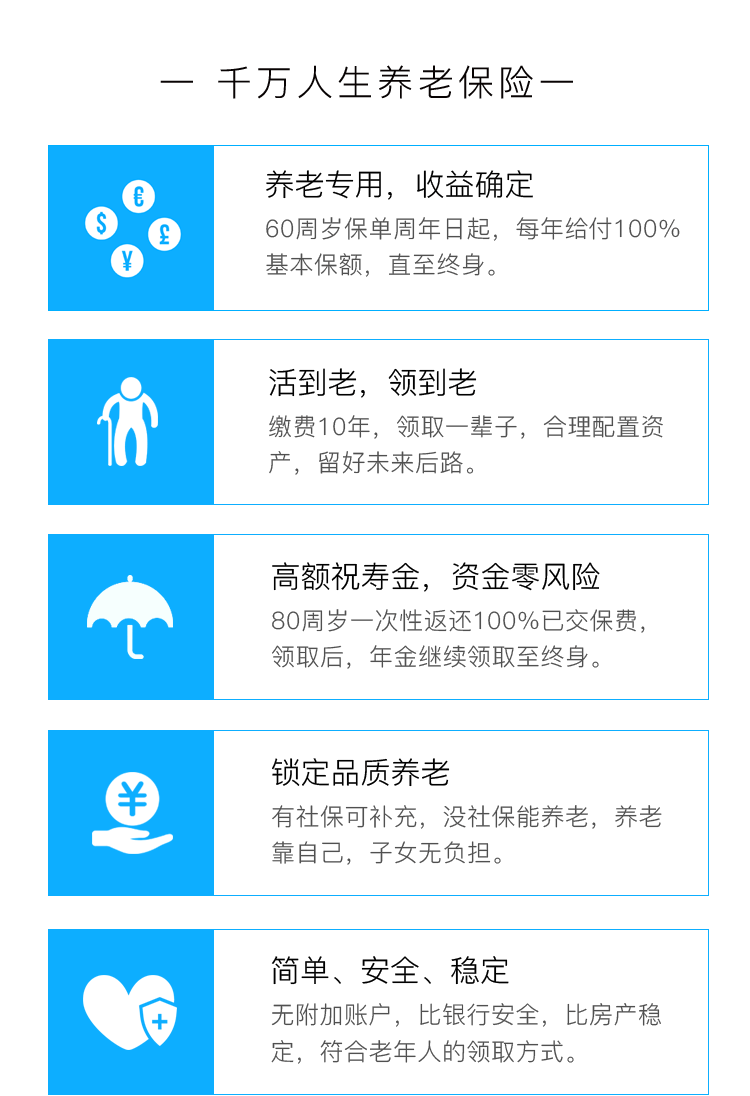 一 千万人生养老保险一
€
$
£
¥
养老专用，收益确定
60周岁保单周年日起，每年给付100%
基本保额，直至终身。
活到老，领到老
缴费10年，领取一辈子，合理配置资
产，留好未来后路。
高额祝寿金，资金零风险
80周岁一次性返还100%已交保费，
领取后，年金继续领取至终身。
¥
锁定品质养老
有社保可补充，没社保能养老，养老
靠自己，子女无负担。
简单、安全、稳定
无附加账户，比银行安全，比房产稳
定，符合老年人的领取方式。